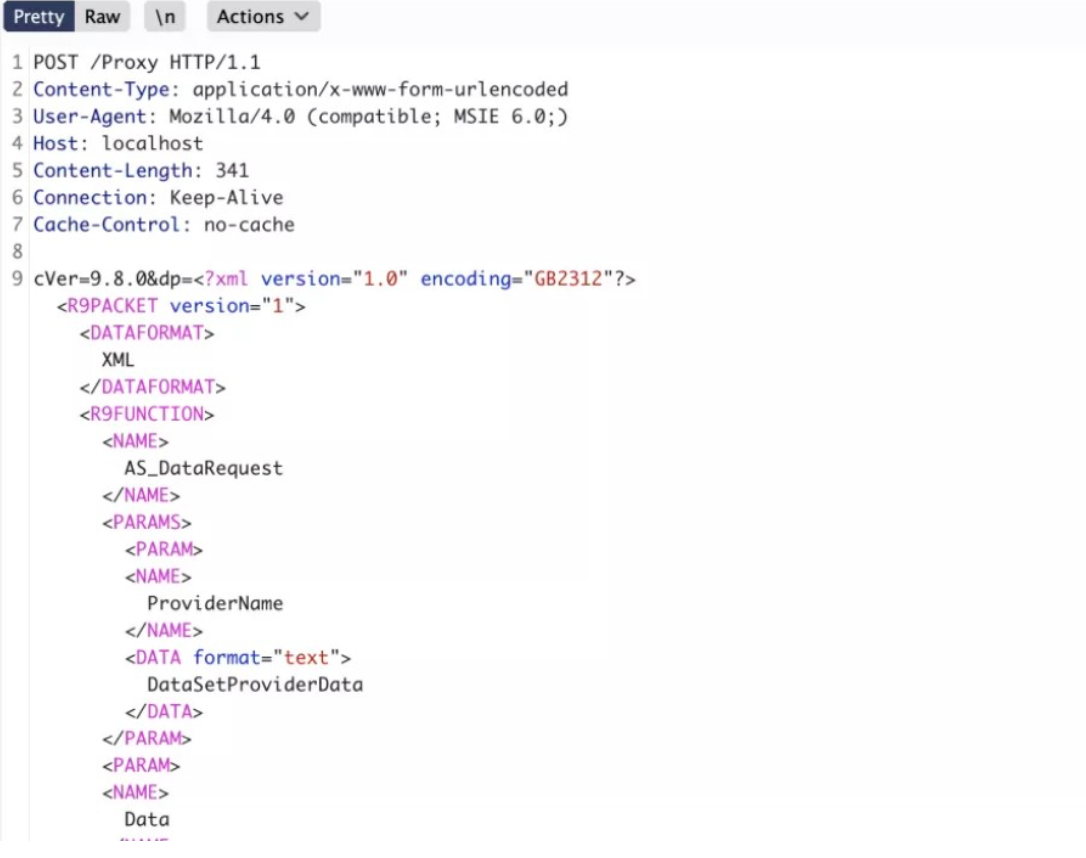 Pretty Raw \n Actions
1 POST /Proxy HTTP/1.1
2 Content-Type: application/x-www-form-urlencoded
3 User-Agent: Mozilla/4.0 (compatible; MSIE 6.0;)
4 Host: localhost
5 Content-Length: 341
6 Connection: Keep-Alive
7 Cache-Control: no-cache
8
9 cVer=9.8.0&dp=<?xml version="1.0" encoding="GB2312"?>
<R9PACKET version="1">
<DATAFORMAT>
XML
</DATAFORMAT>
<R9FUNCTION>
<NAME>
AS_DataRequest
</NAME>
<PARAMS>
<PARAM>
<NAME>
ProviderName
</NAME>
<DATA format="text">
DataSetProviderData
</DATA>
</PARAM>
<PARAM>
<NAME>
Data